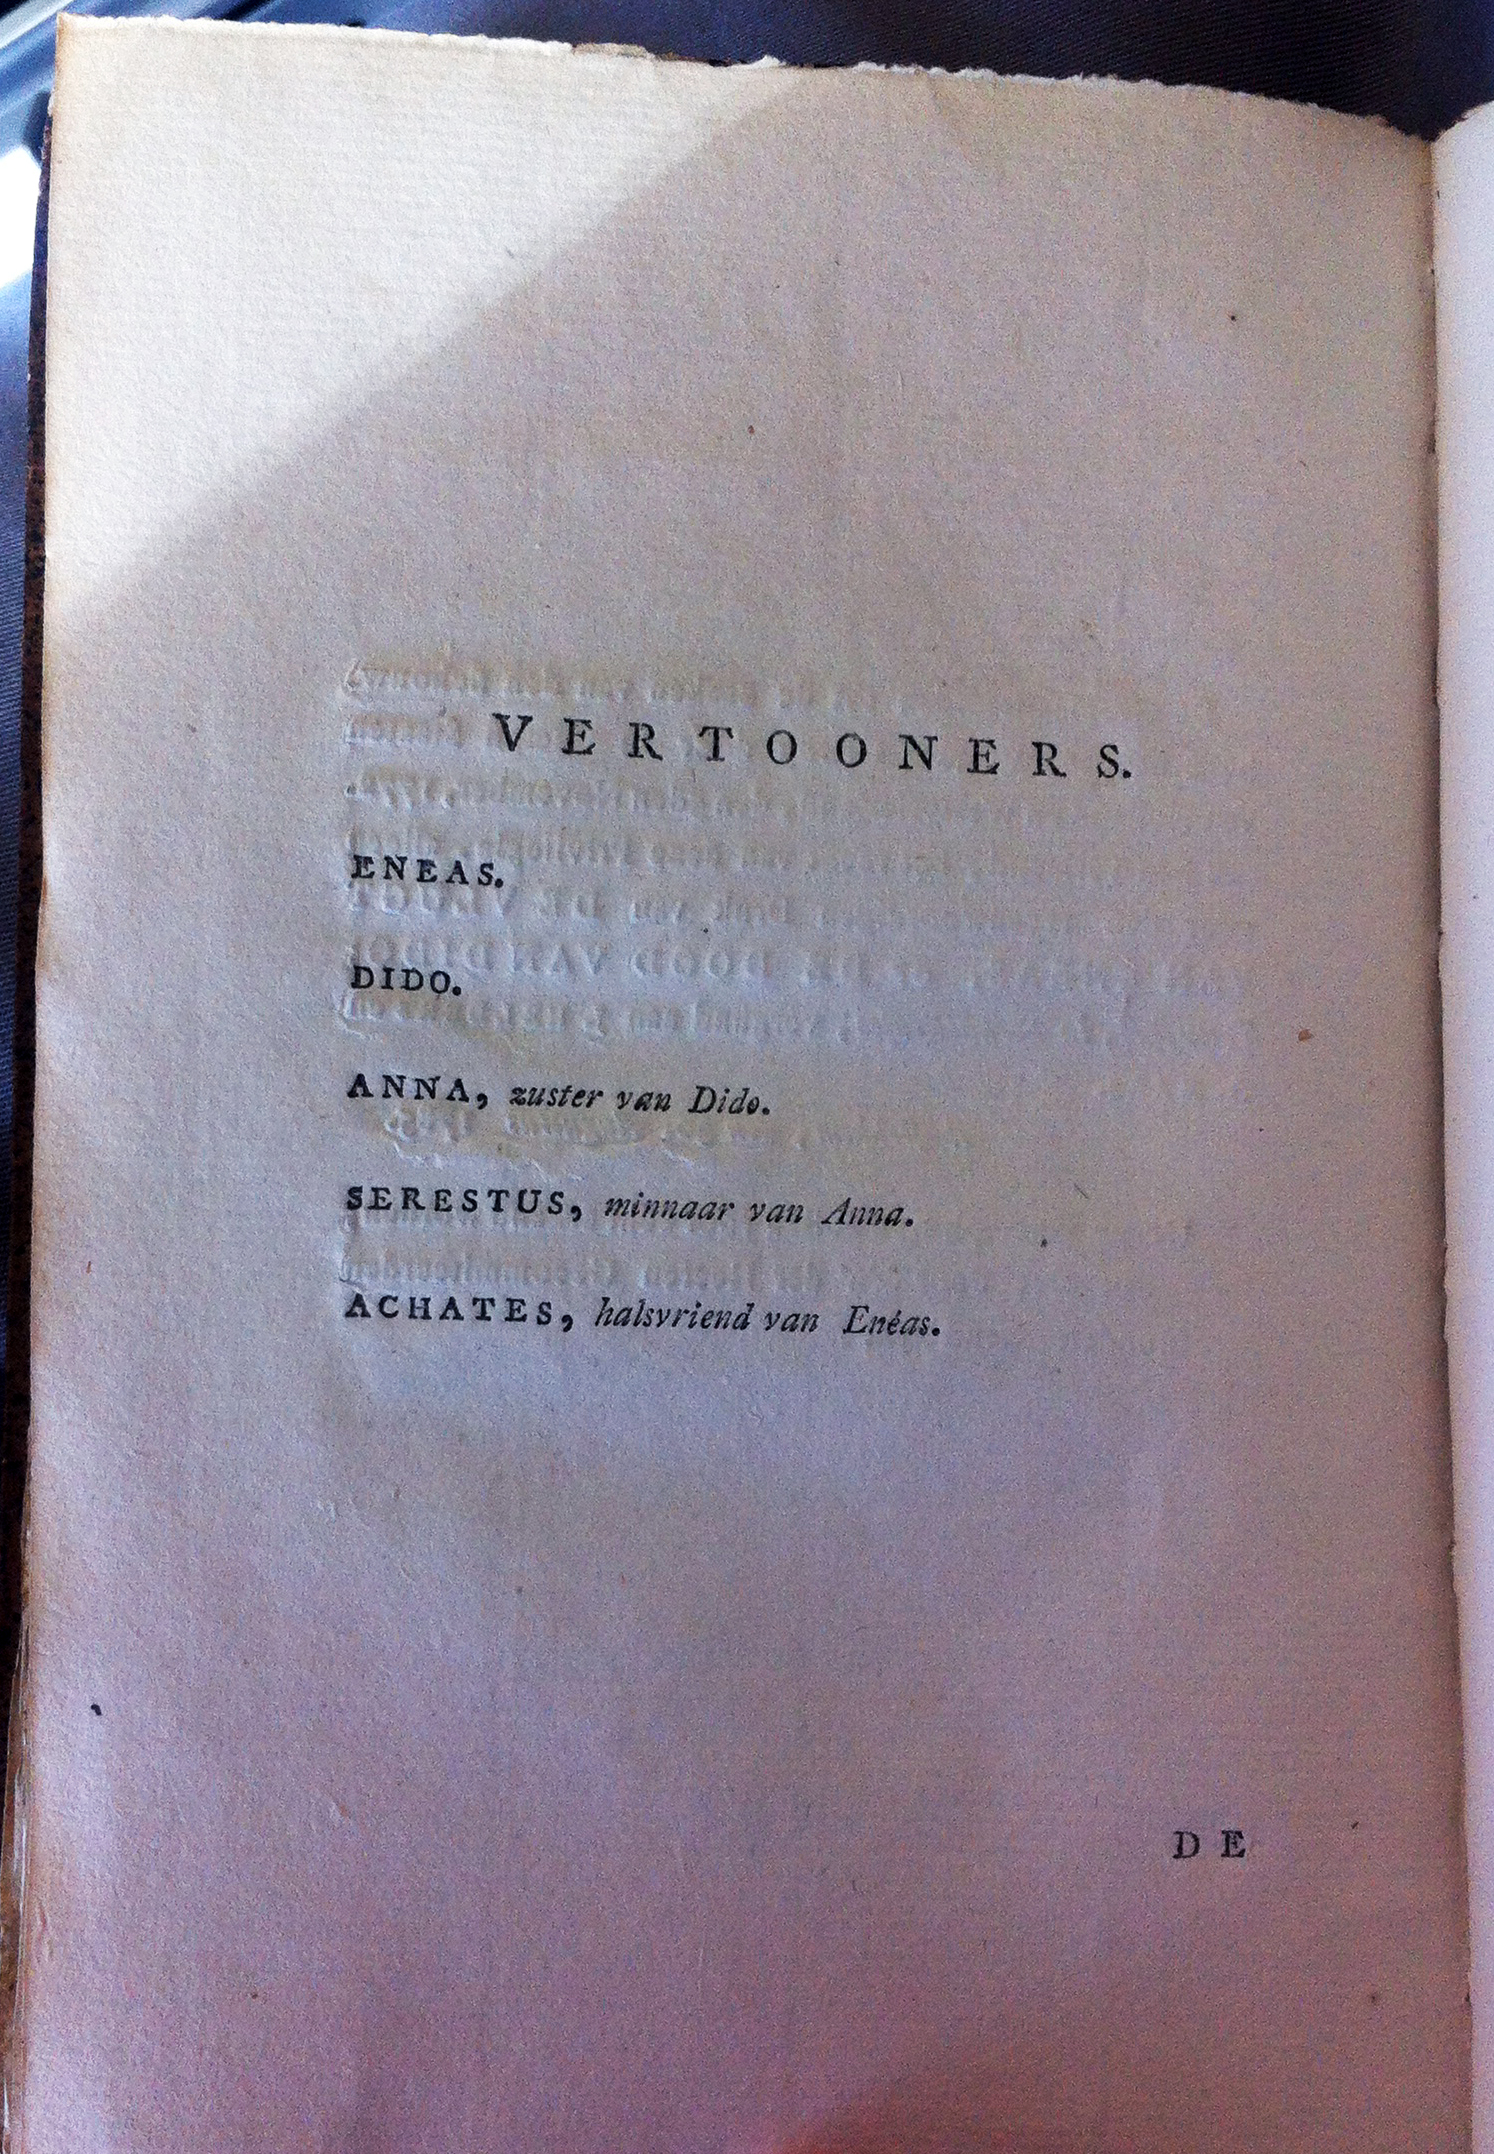 VERTOONERS.
ENEAS.
DIDO.
ANNA, zuster van Dido.
SERESTUS, minnaar van Anna.
ACHATES, halsvriend van Enéas.
DE